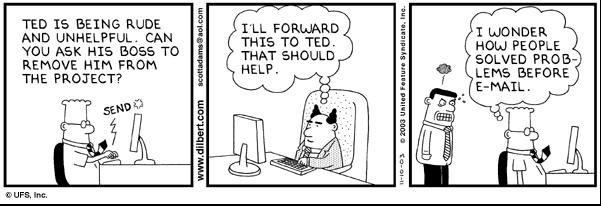 TED IS BEING RUDE
AND UNHELPFUL. CAN
YOU ASK HIS BOSS TO
REMOVE HIM FROM
THE PROJECT?
SEND
www.dilbert.com scottadams@aol.com
I'LL FORWARD
THIS TO TED.
THAT SHOULD
HELP.
11-10-03 © 2003 United Feature Syndicate, Inc.
I WONDER
HOW PEOPLE
SOLVED PROB-
LEMS BEFORE
E-MAIL.
© UFS, Inc.